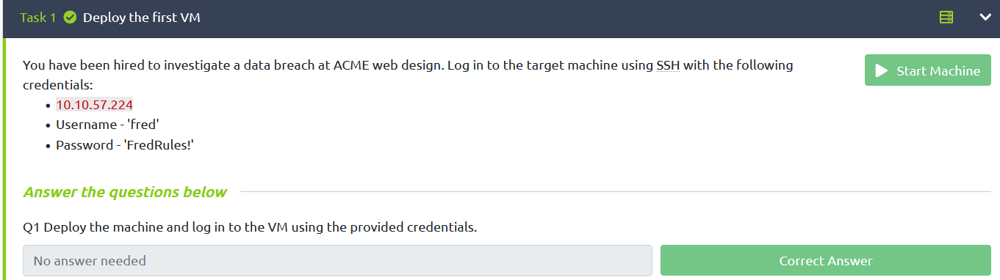 Task 1 Deploy the first VM
You have been hired to investigate a data breach at ACME web design. Log in to the target machine using SSH with the following
credentials:
Start Machine
• 10.10.57.224
• Username - 'fred'
• Password - 'FredRules!'
Answer the questions below
Q1 Deploy the machine and log in to the VM using the provided credentials.
No answer needed
Correct Answer